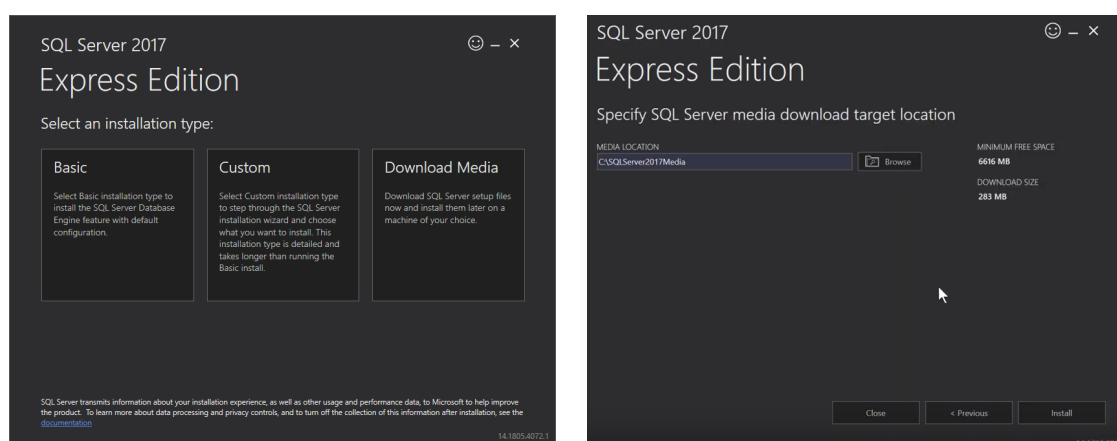 SQL Server 2017
Express Edition
Select an installation type:
Basic
Select Basic installation type to
install the SQL Server Database
Engine feature with default
configuration.
Custom
Select Custom installation type
to step through the SQL Server
installation wizard and choose
what you want to install. This
installation type is detailed and
takes longer than running the
Basic install.
Download Media
Download SQL Server setup files
now and install them later on a
machine of your choice.
SQL Server transmits information about your installation experience, as well as other usage and performance data, to Microsoft to help improve
the product. To learn more about data processing and privacy controls, and to turn off the collection of this information after installation, see the
documentation
14.1805.4072.1
SQL Server 2017
Express Edition
Specify SQL Server media download target location
MEDIA LOCATION
C:\SQLServer2017Media
Browse
MINIMUM FREE SPACE
6616 MB
DOWNLOAD SIZE
283 MB
Close
< Previous
Install